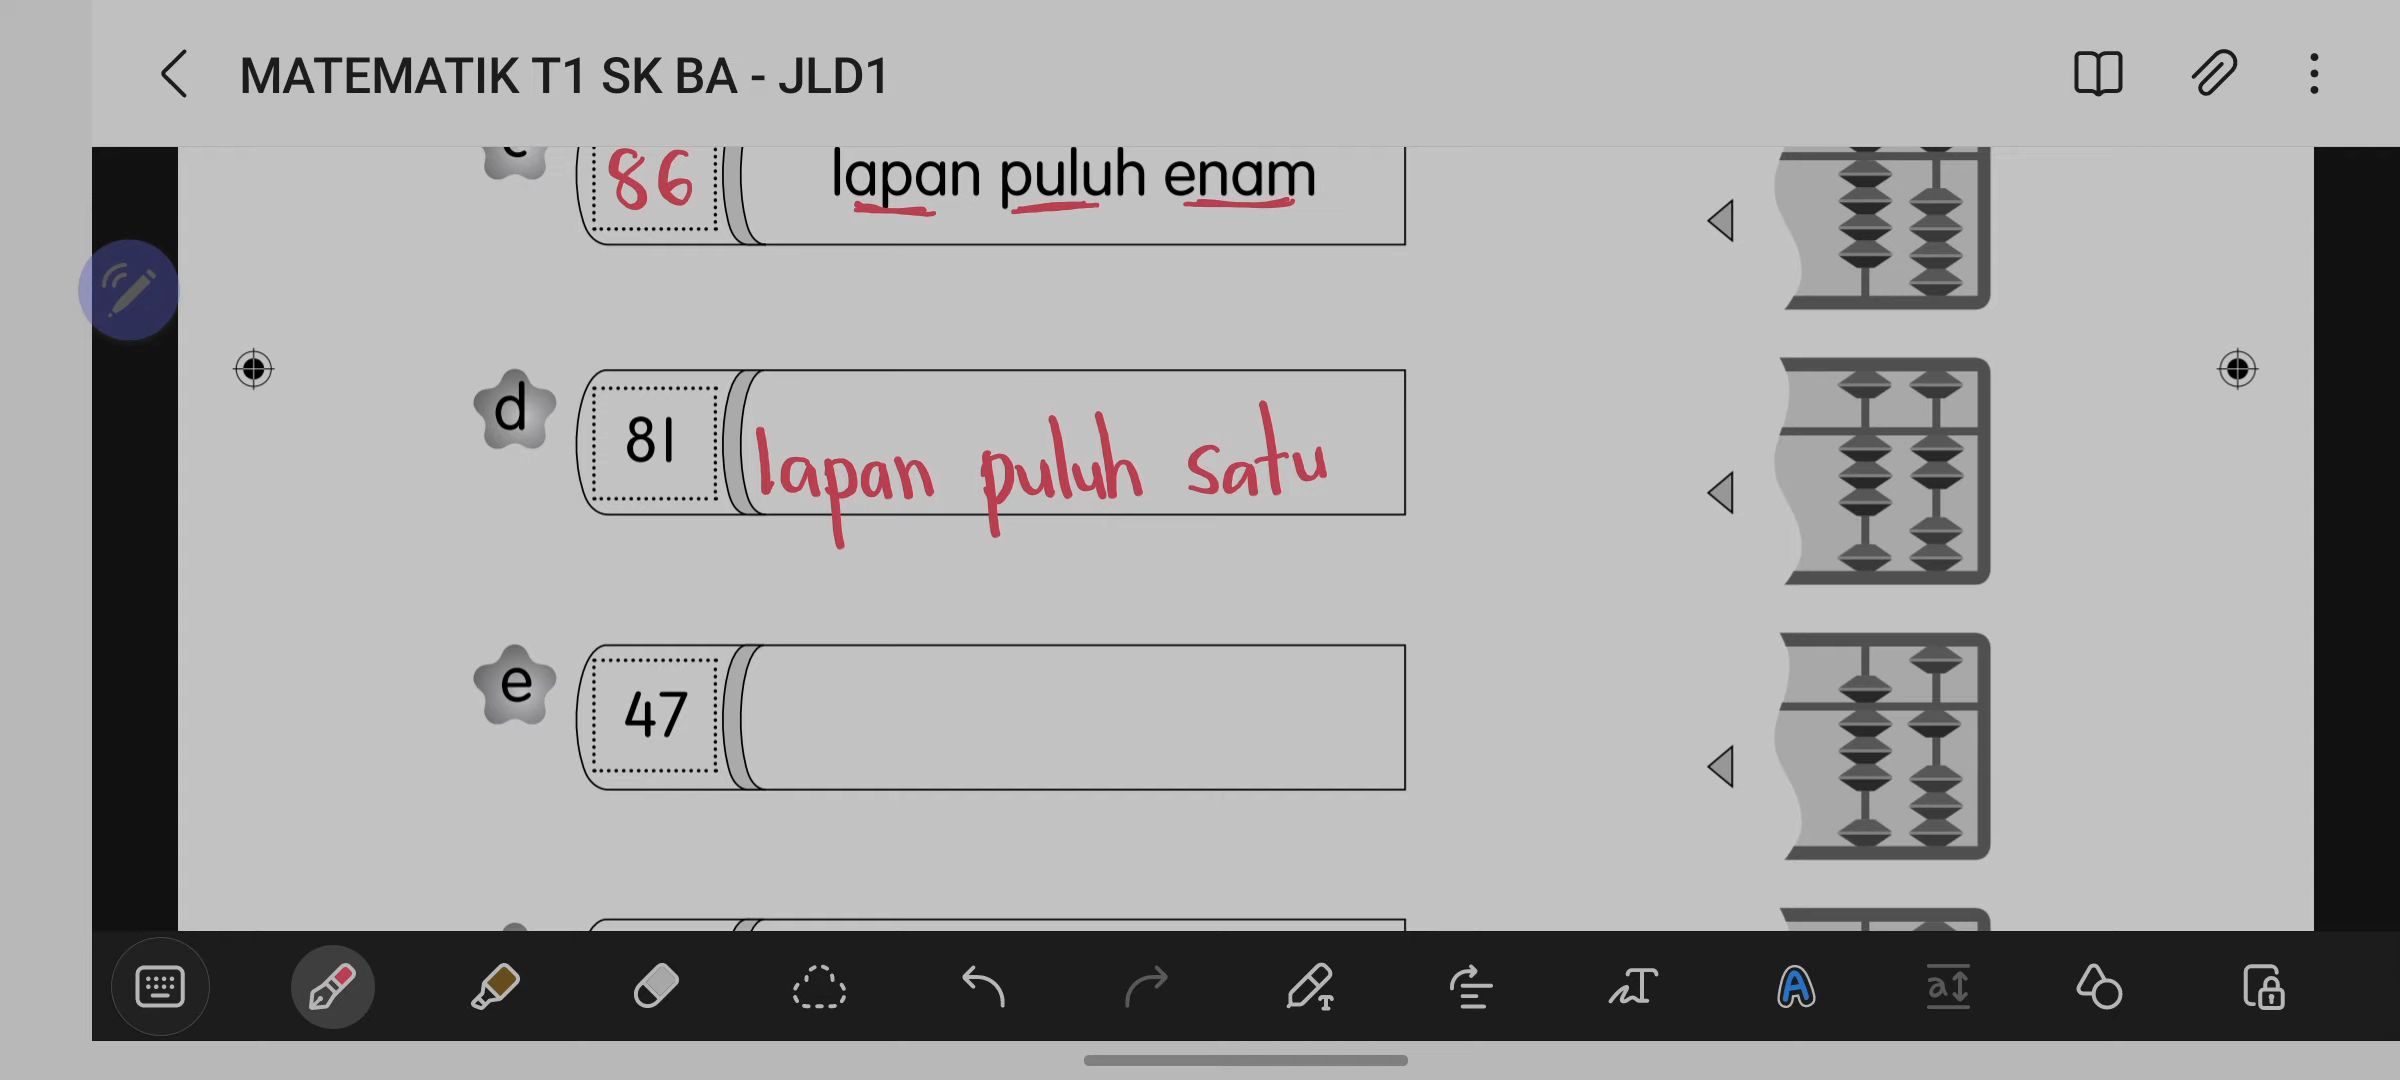 MATEMATIK T1 SK BA - JLD1
86 lapan puluh enam
d 81 lapan puluh satu
e 47